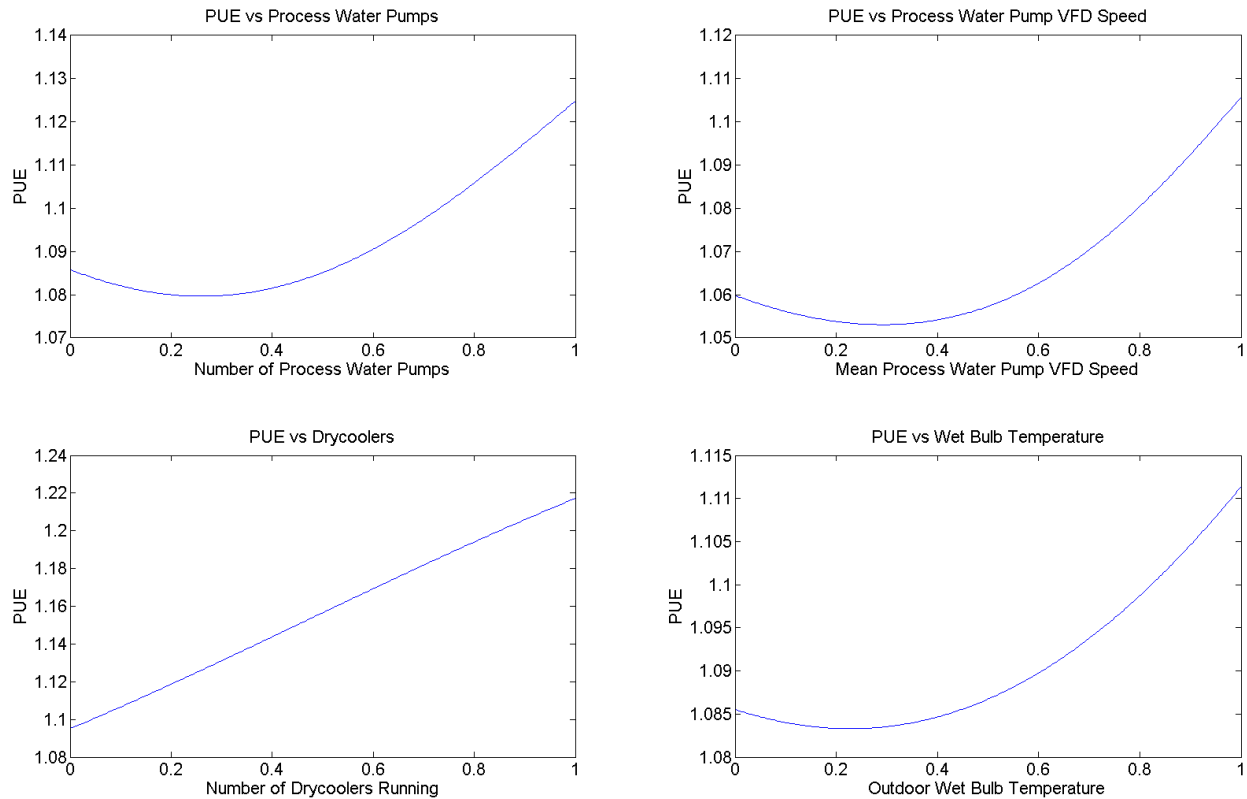 PUE vs Process Water Pumps
1.14
1.13
1.12
1.11
1.1
1.09
1.08
1.07
PUE
0 0.2 0.4 0.6 0.8 1
Number of Process Water Pumps
PUE vs Process Water Pump VFD Speed
1.12
1.11
1.1
1.09
1.08
1.07
1.06
1.05
PUE
0 0.2 0.4 0.6 0.8 1
Mean Process Water Pump VFD Speed
PUE vs Drycoolers
1.24
1.22
1.2
1.18
1.16
1.14
1.12
1.1
1.08
PUE
0 0.2 0.4 0.6 0.8 1
Number of Drycoolers Running
PUE vs Wet Bulb Temperature
1.115
1.11
1.105
1.1
1.095
1.09
1.085
1.08
PUE
0 0.2 0.4 0.6 0.8 1
Outdoor Wet Bulb Temperature